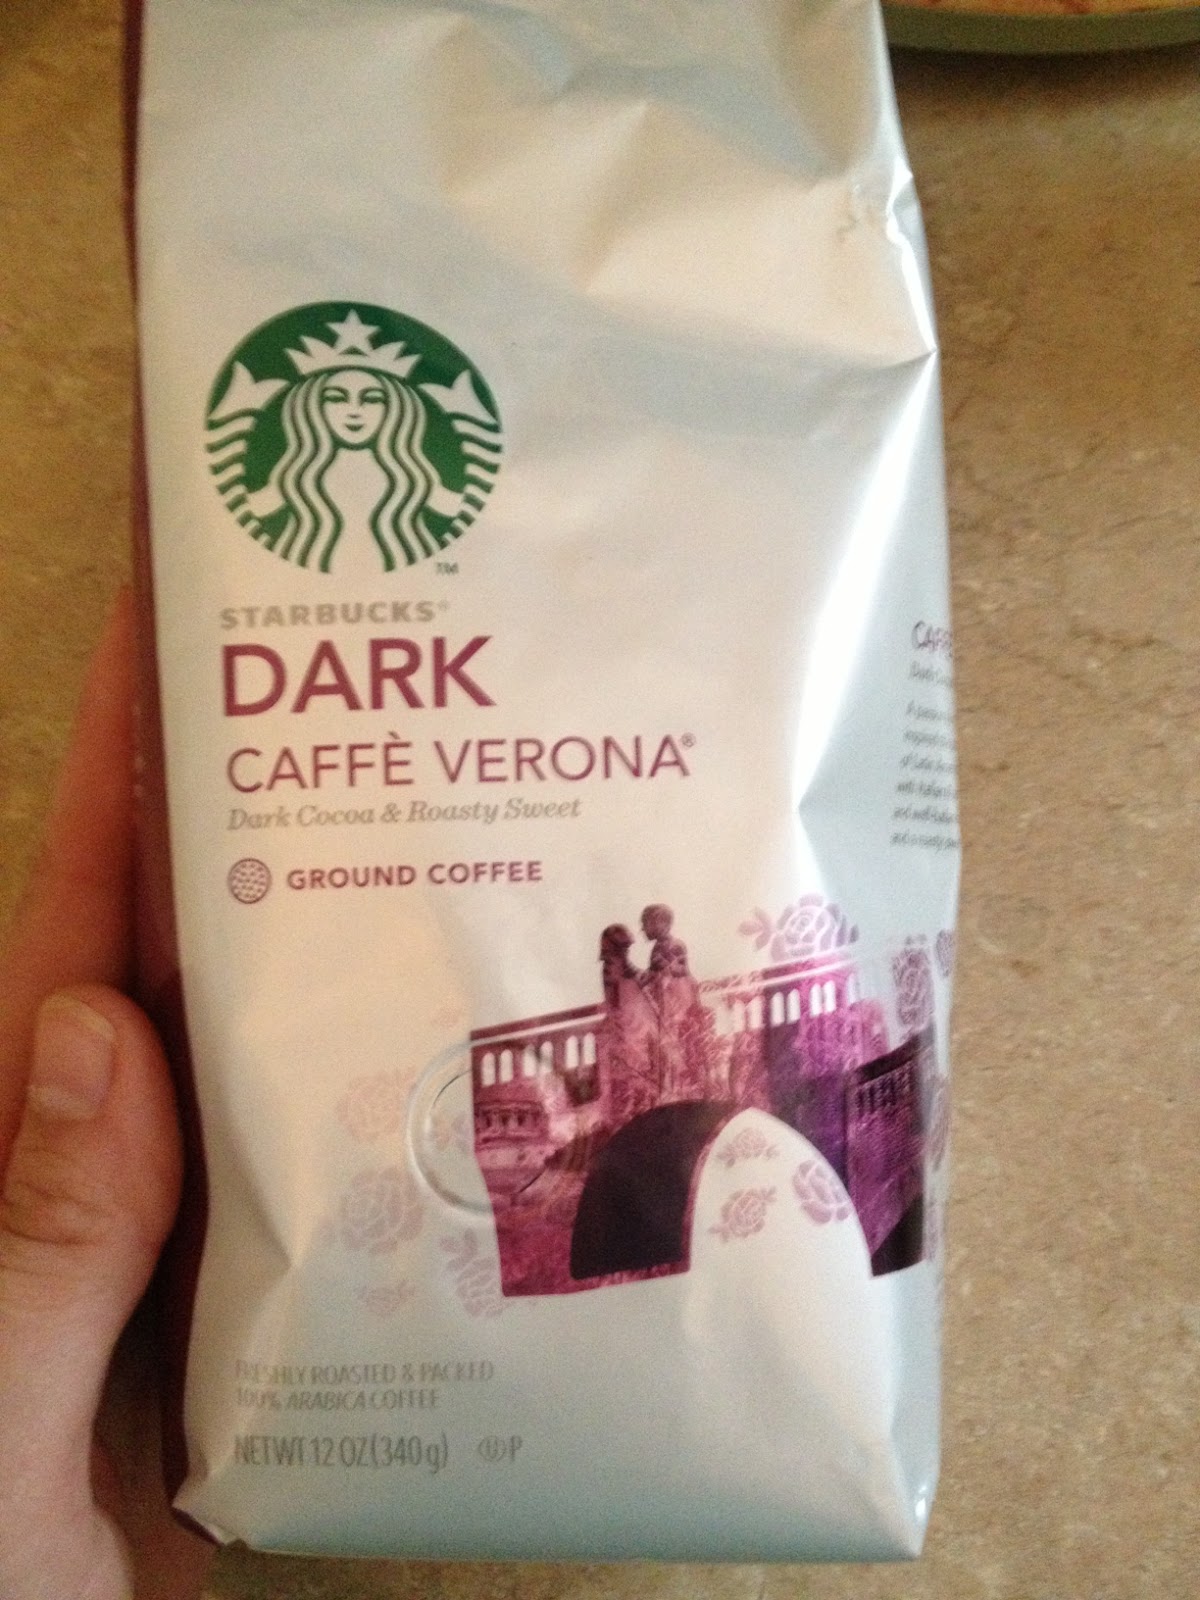 TM
STARBUCKS®
DARK
CAFFÈ VERONA®
Dark Cocoa & Roasty Sweet
GROUND COFFEE
FRESHLY ROASTED & PACKED
100% ARABICA COFFEE
NET WT 12 OZ (340 g) Ⓤ P